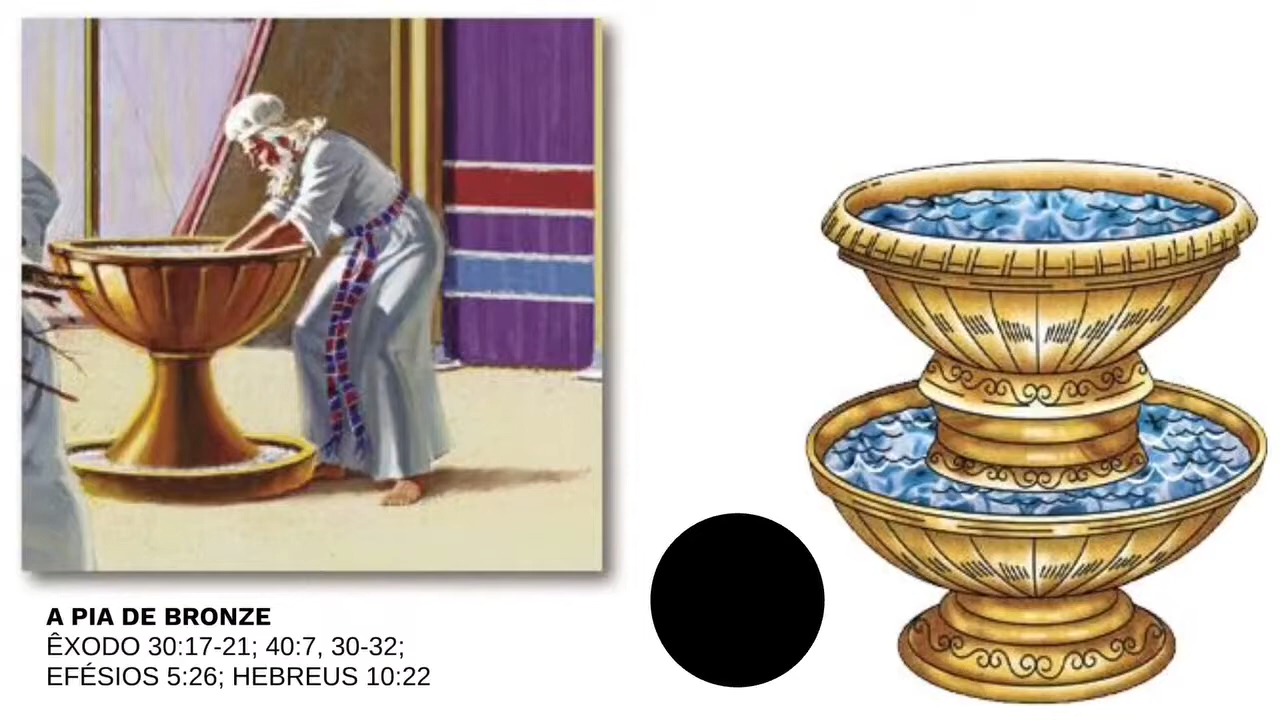 A PIA DE BRONZE
ÊXODO 30:17-21; 40:7, 30-32;
EFÉSIOS 5:26; HEBREUS 10:22